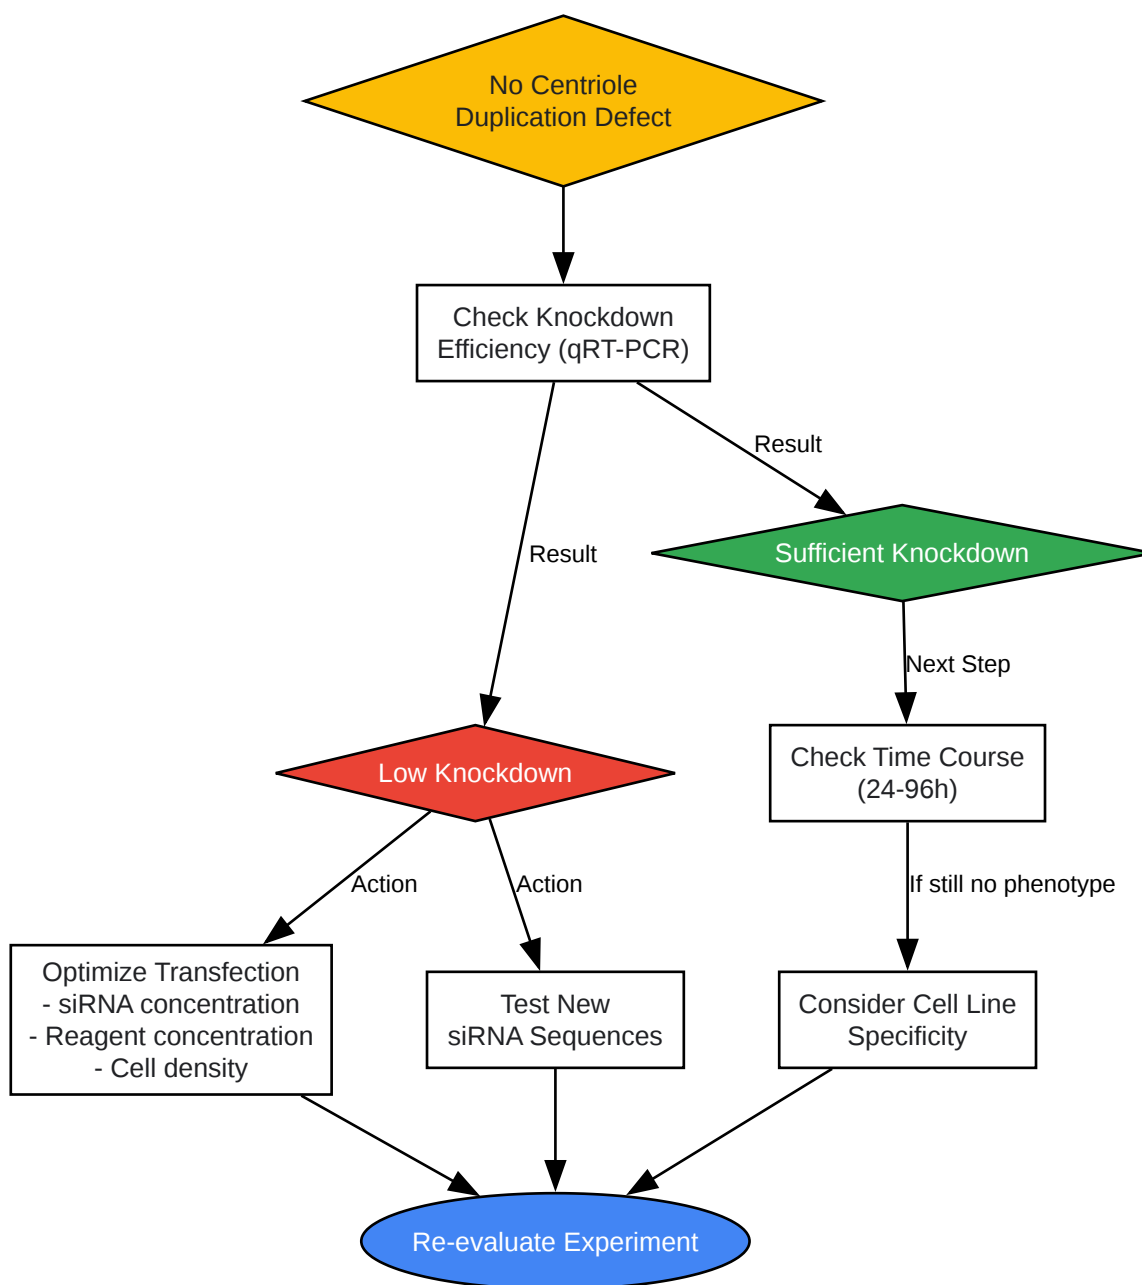 No Centriole
Duplication Defect
Check Knockdown
Efficiency (qRT-PCR)
Result
Result
Sufficient Knockdown
Next Step
Low Knockdown
Check Time Course
(24-96h)
Action
Action
If still no phenotype
Optimize Transfection
- siRNA concentration
- Reagent concentration
- Cell density
Test New
siRNA Sequences
Consider Cell Line
Specificity
Re-evaluate Experiment